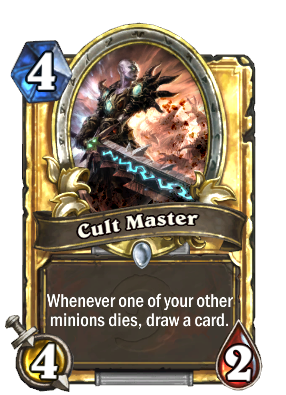 4
Cult Master
Whenever one of your other
minions dies, draw a card.
4
2